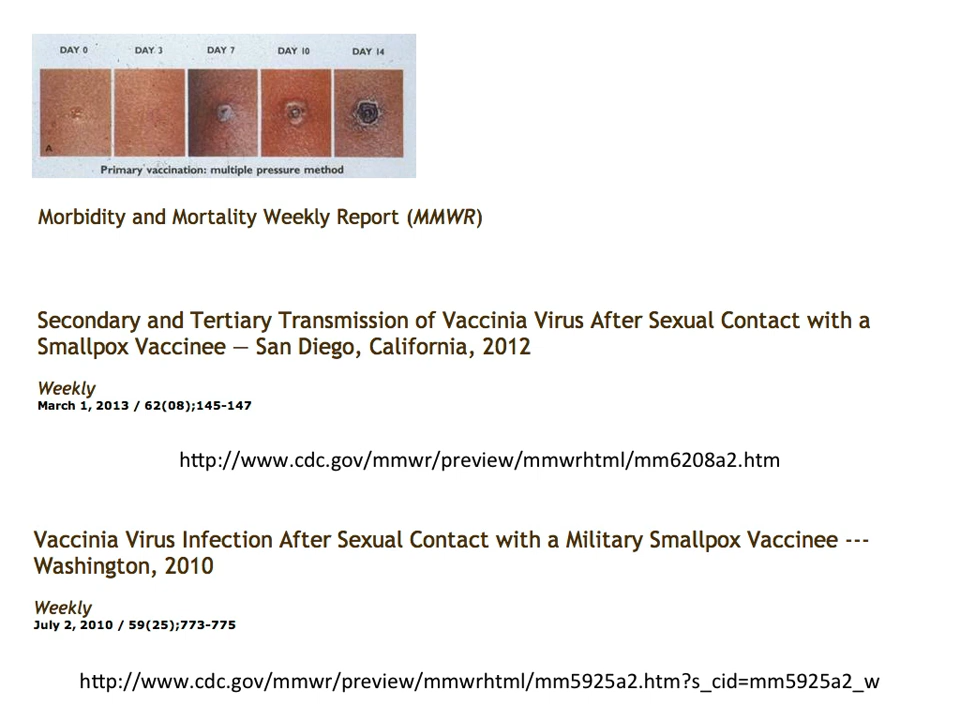 DAY 0 DAY 3 DAY 7 DAY 10 DAY 14
A
Primary vaccination: multiple pressure method
Morbidity and Mortality Weekly Report (MMWR)
Secondary and Tertiary Transmission of Vaccinia Virus After Sexual Contact with a
Smallpox Vaccinee — San Diego, California, 2012
Weekly
March 1, 2013 / 62(08);145-147
http://www.cdc.gov/mmwr/preview/mmwrhtml/mm6208a2.htm
Vaccinia Virus Infection After Sexual Contact with a Military Smallpox Vaccinee ---
Washington, 2010
Weekly
July 2, 2010 / 59(25);773-775
http://www.cdc.gov/mmwr/preview/mmwrhtml/mm5925a2.htm?s_cid=mm5925a2_w